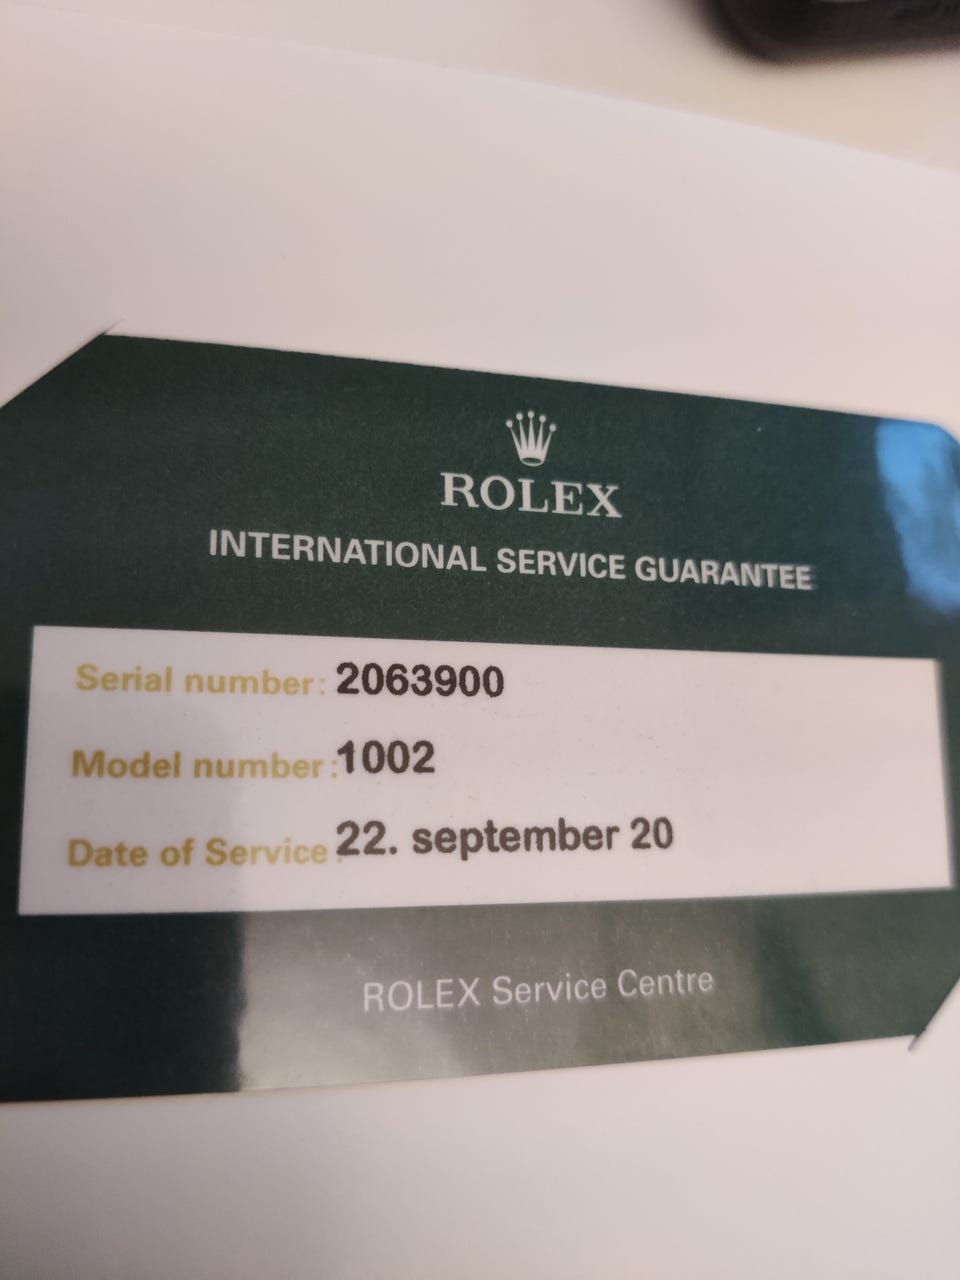 ROLEX
INTERNATIONAL SERVICE GUARANTEE
Serial number: 2063900
Model number: 1002
Date of Service: 22. september 20
ROLEX Service Centre